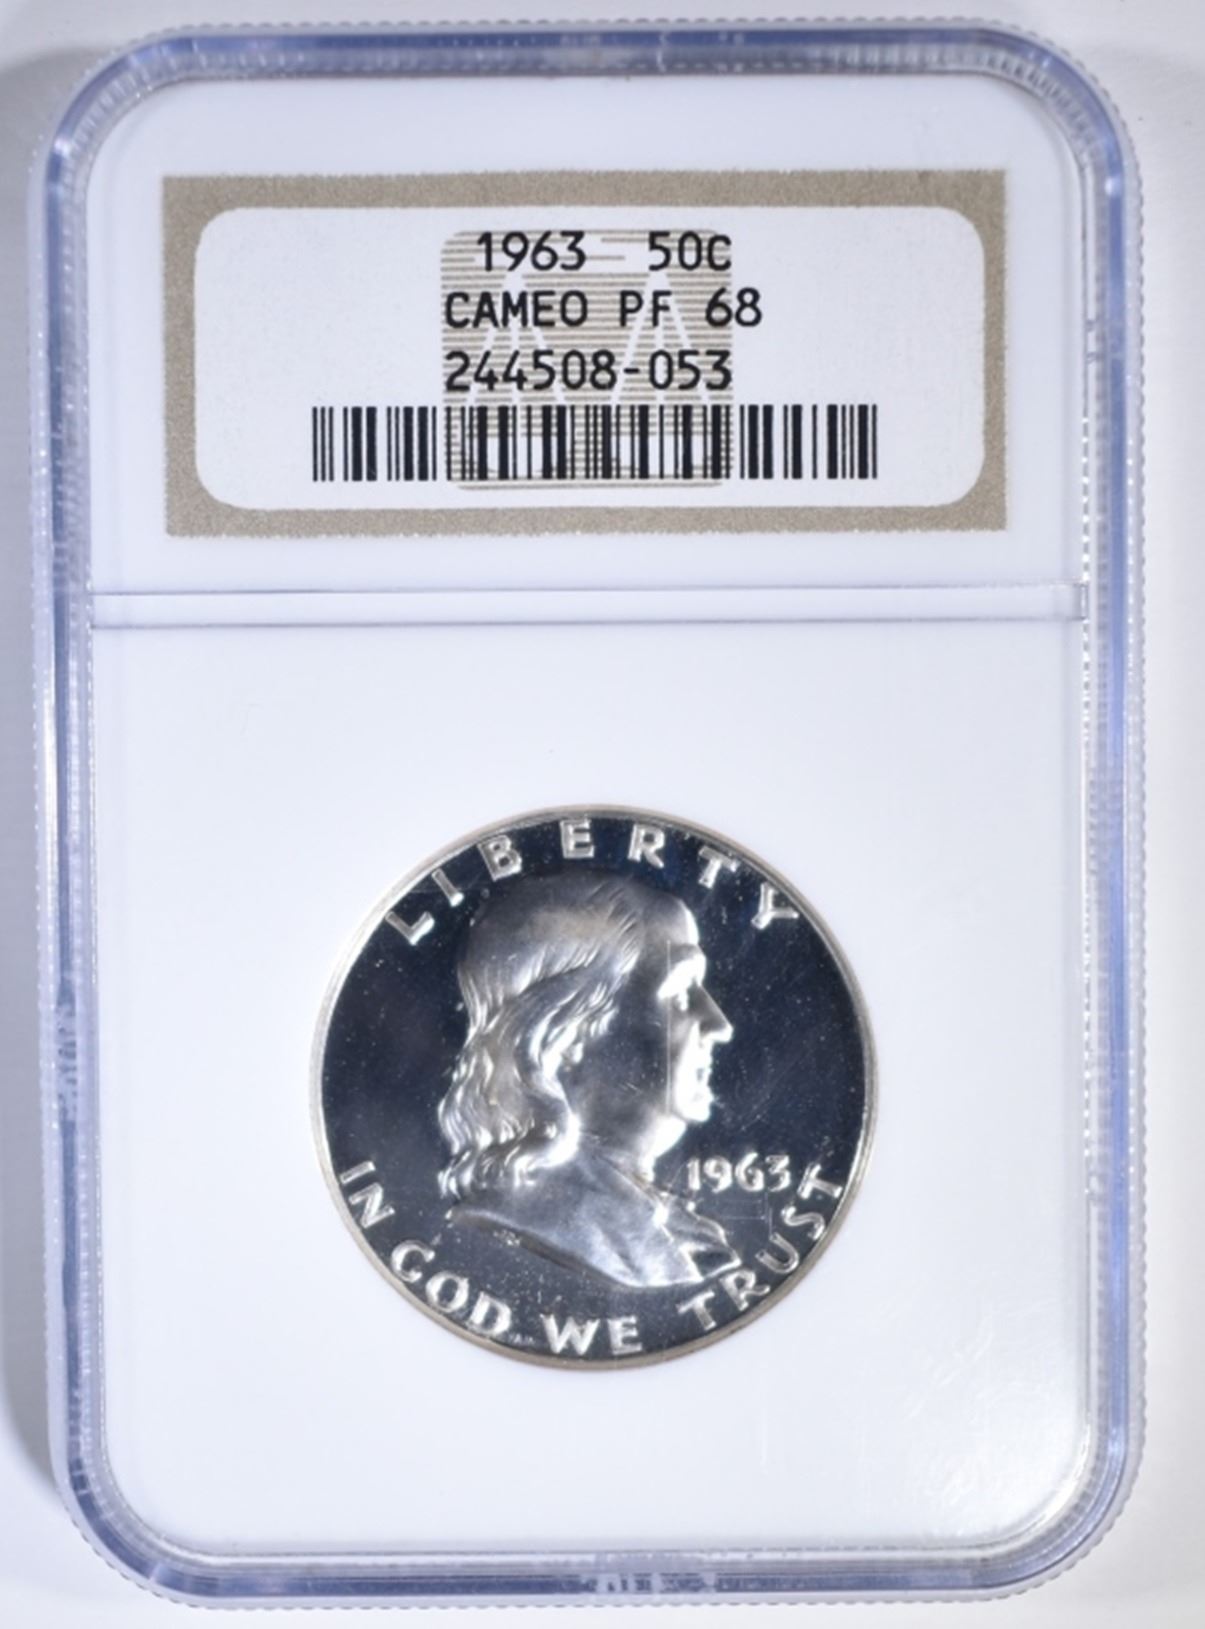 1963 50C
CAMEO PF 68
244508-053
LIBERTY
1963
IN GOD WE TRUST